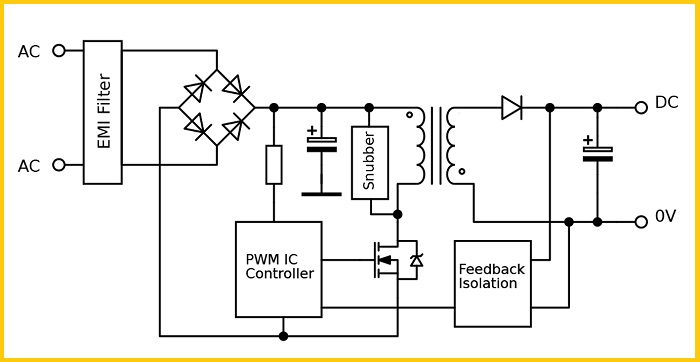 AC
EMI Filter
AC
+
Snubber
+
DC
0V
PWM IC
Controller
Feedback
Isolation